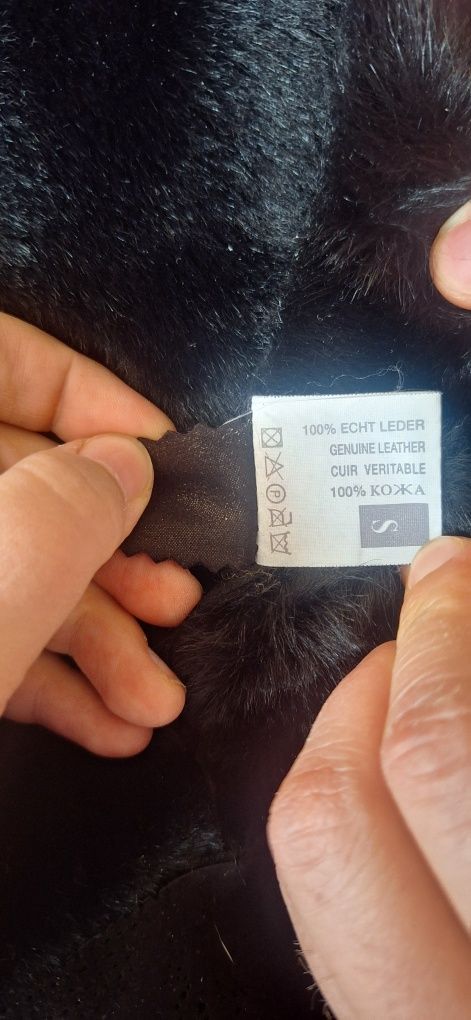 100% ECHT LEDER
GENUINE LEATHER
CUIR VERITABLE
100% КОЖА
S
P